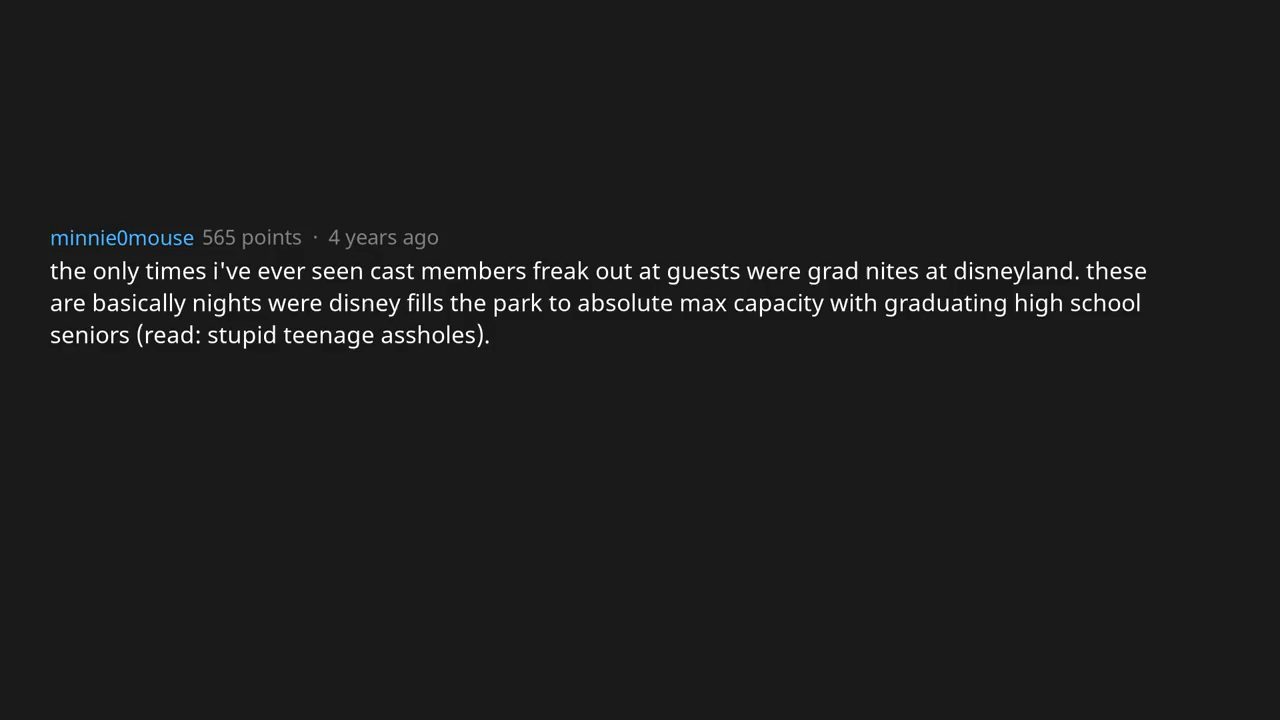 minnie0mouse 565 points · 4 years ago
the only times i've ever seen cast members freak out at guests were grad nites at disneyland. these
are basically nights were disney fills the park to absolute max capacity with graduating high school
seniors (read: stupid teenage assholes).